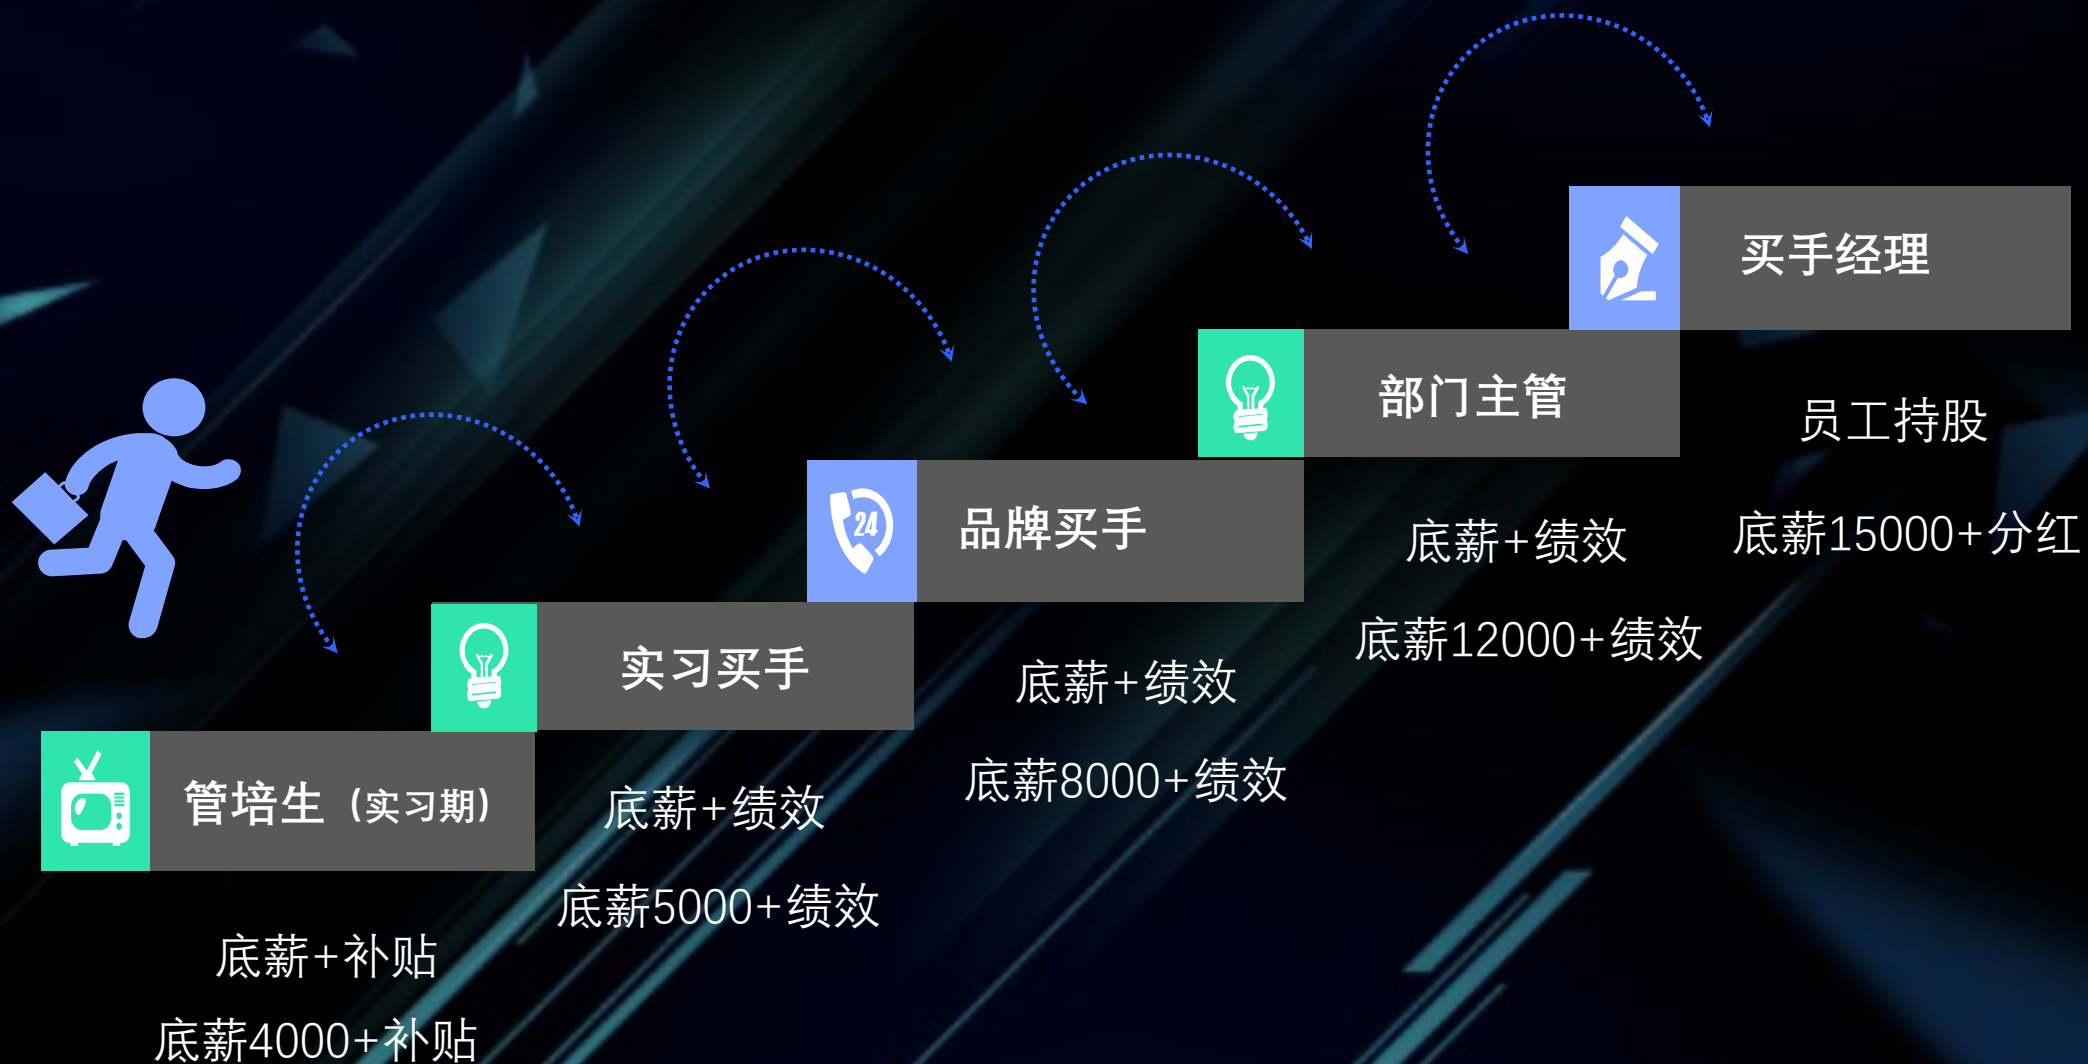 买手经理
员工持股
底薪15000+分红
部门主管
底薪+绩效
底薪12000+绩效
24
品牌买手
底薪+绩效
底薪8000+绩效
实习买手
底薪+绩效
底薪5000+绩效
管培生（实习期）
底薪+补贴
底薪4000+补贴